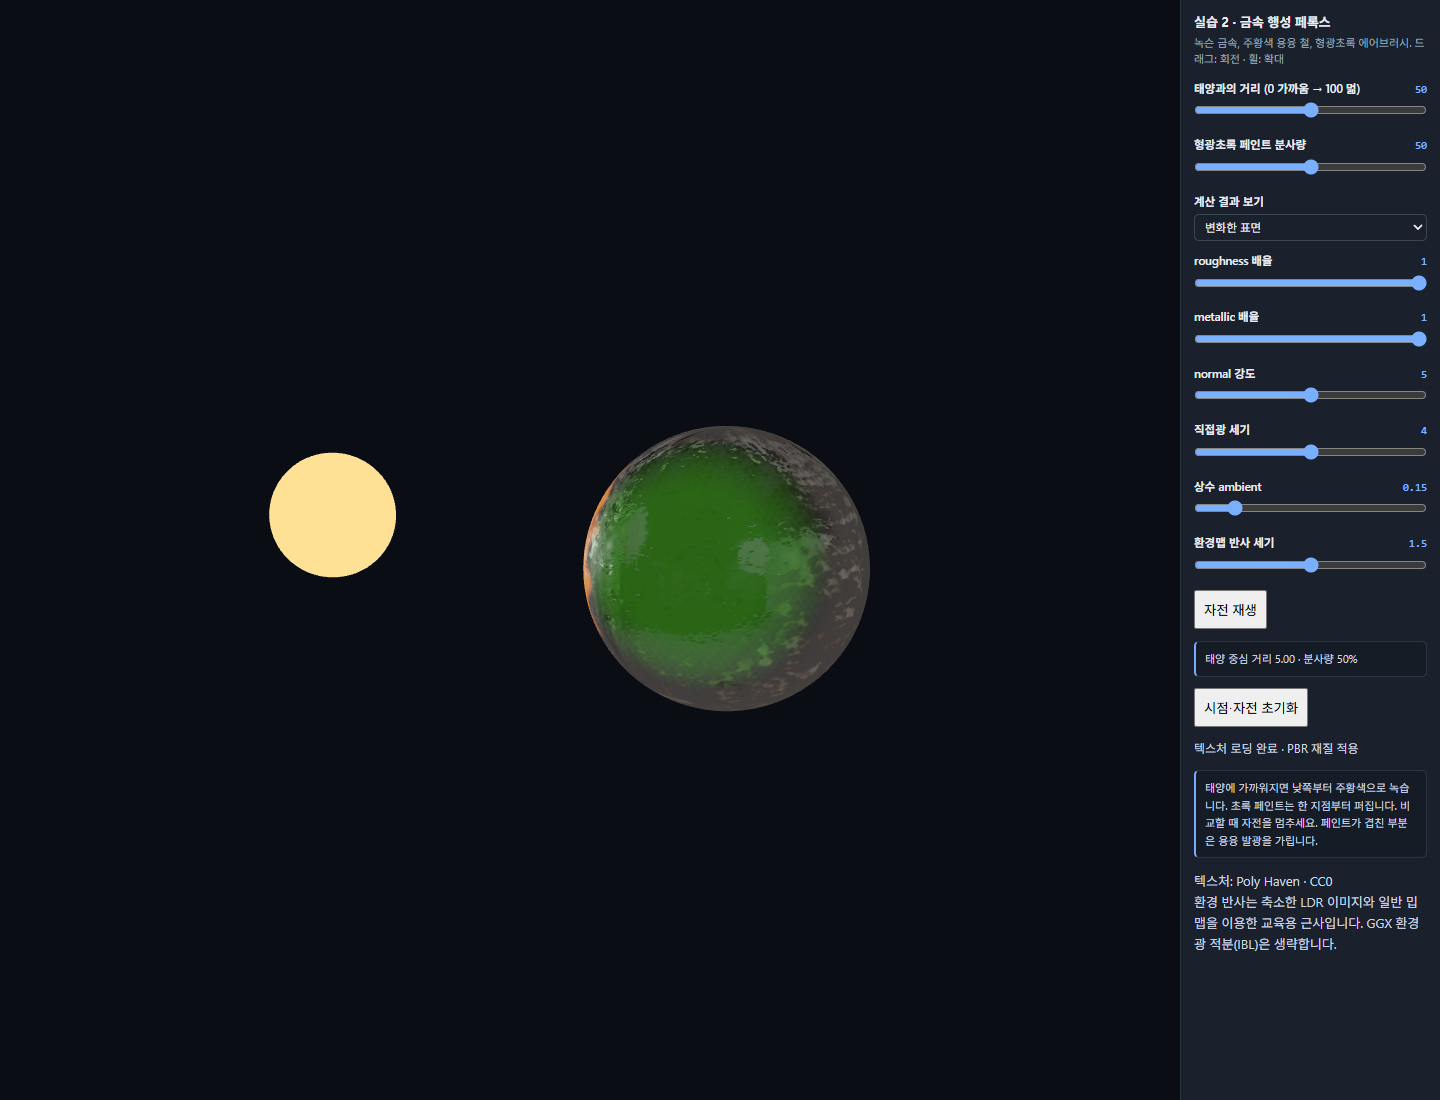 실습 2 - 금속 행성 페록스
녹슨 금속, 주황색 용융 철, 형광초록 에어브러시. 드
래그: 회전 · 휠: 확대
태양과의 거리 (0 가까움 → 100 멂) 50
형광초록 페인트 분사량 50
계산 결과 보기
변화한 표면
roughness 배율 1
metallic 배율 1
normal 강도 5
직접광 세기 4
상수 ambient 0.15
환경맵 반사 세기 1.5
자전 재생
태양 중심 거리 5.00 · 분사량 50%
시점·자전 초기화
텍스처 로딩 완료 · PBR 재질 적용
태양에 가까워지면 낮쪽부터 주황색으로 녹습
니다. 초록 페인트는 한 지점부터 퍼집니다. 비
교할 때 자전을 멈추세요. 페인트가 겹친 부분
은 용융 발광을 가립니다.
텍스처: Poly Haven · CC0
환경 반사는 축소한 LDR 이미지와 일반 밉
맵을 이용한 교육용 근사입니다. GGX 환경
광 적분(IBL)은 생략합니다.